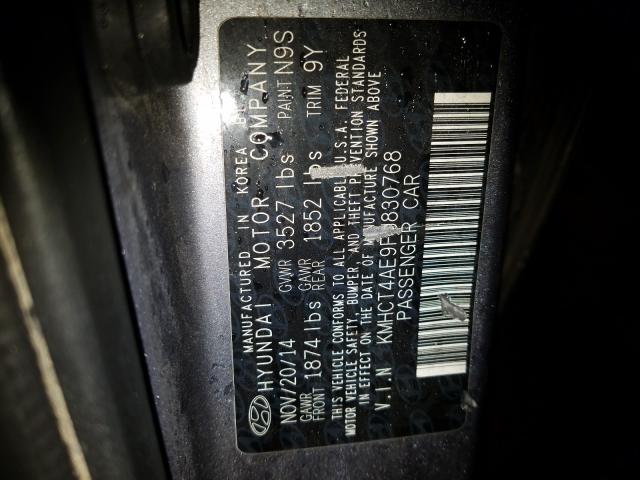 MANUFACTURED IN KOREA BY
HYUNDAI MOTOR COMPANY
NOV/20/14 GVWR 3527 lbs PAINT N9S
GAWR FRONT 1874 lbs GAWR REAR 1852 lbs TRIM 9Y
THIS VEHICLE CONFORMS TO ALL APPLICABLE U.S.A. FEDERAL
MOTOR VEHICLE SAFETY, BUMPER, AND THEFT PREVENTION STANDARDS
IN EFFECT ON THE DATE OF MANUFACTURE SHOWN ABOVE
V.I.N KMHCT4AE9FU830768
PASSENGER CAR